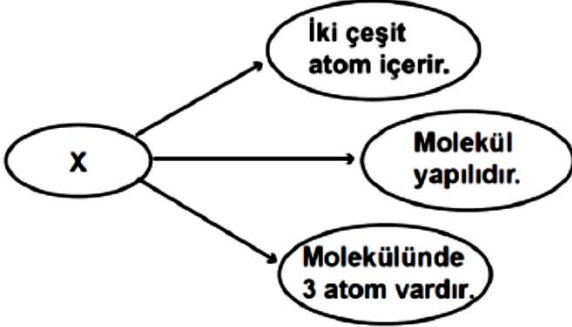 İki çeşit
atom içerir.
X
Molekül
yapılıdır.
Molekülünde
3 atom vardır.